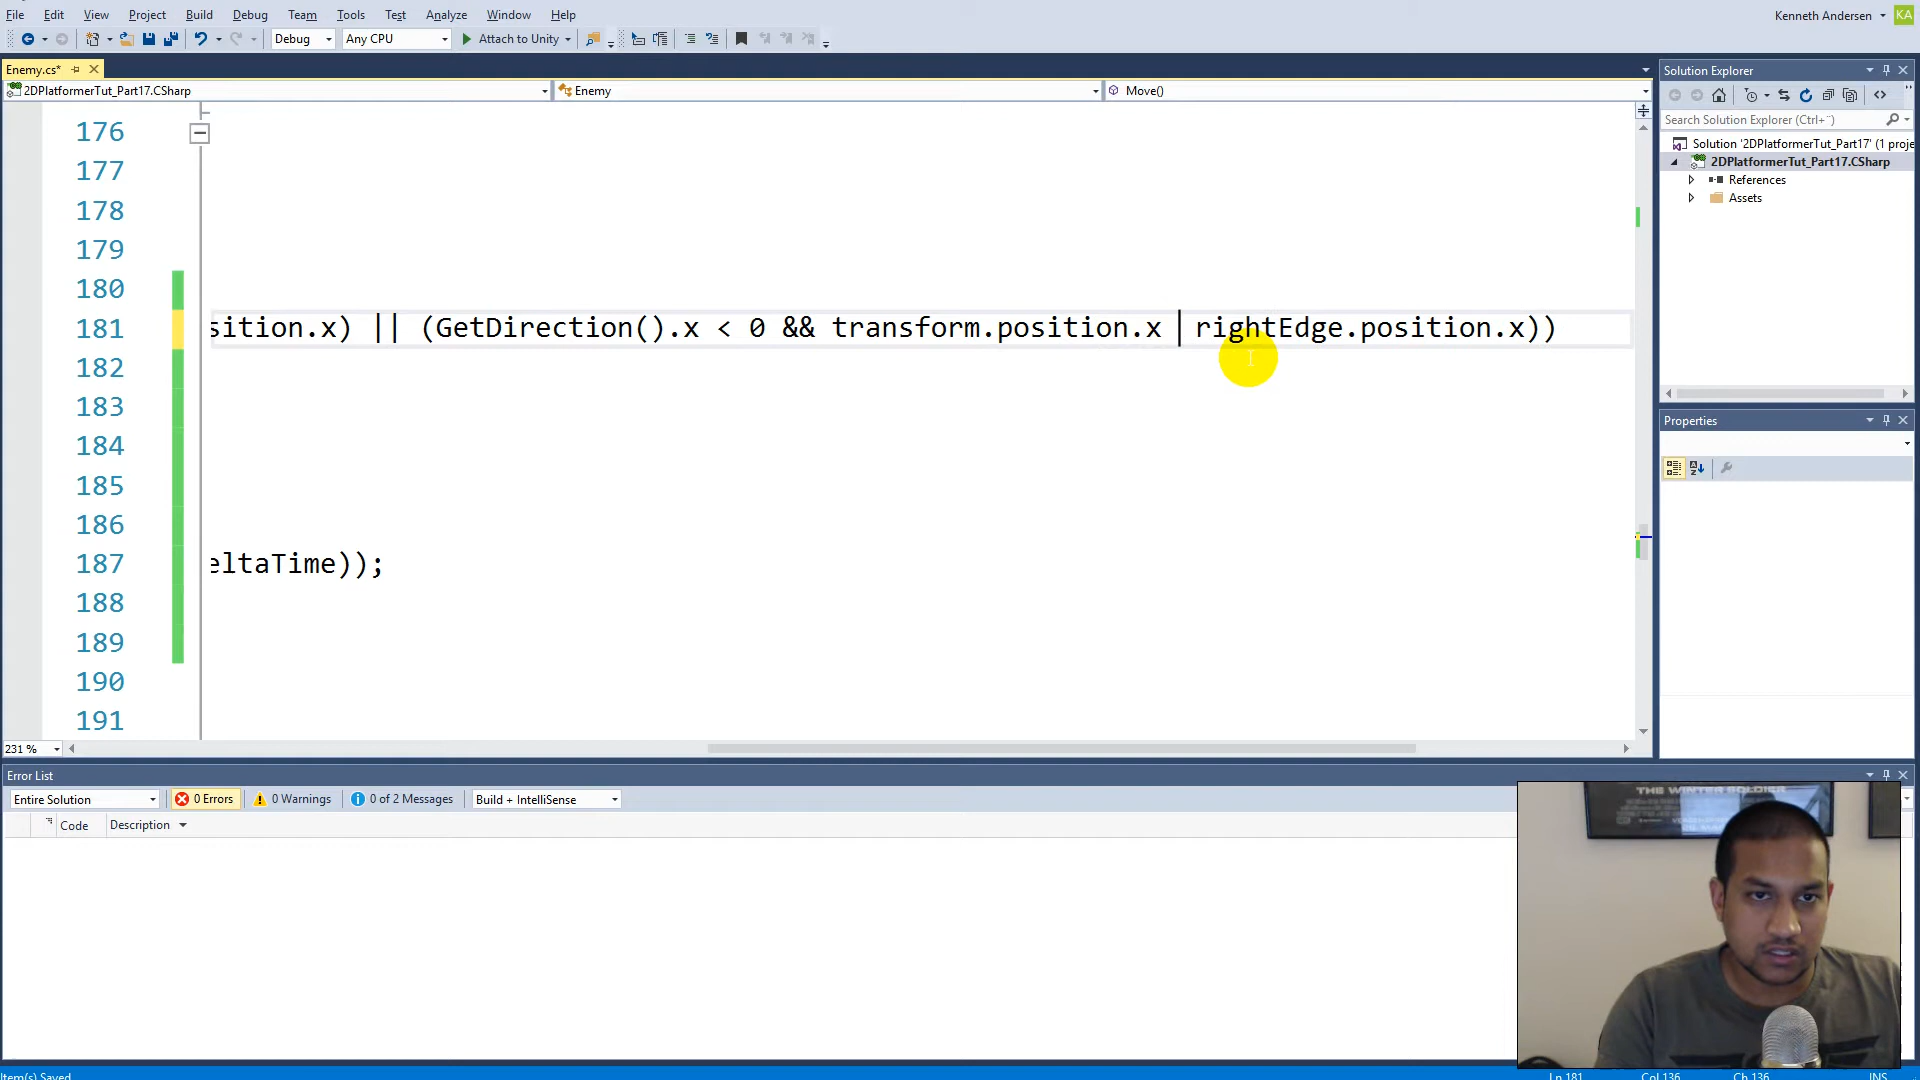 File Edit View Project Build Debug Team Tools Test Analyze Window Help Kenneth Andersen KA
Debug Any CPU Attach to Unity
Enemy.cs*
2DPlatformerTut_Part17.CSharp Enemy Move()
176
177
178
179
180
181 sition.x) || (GetDirection().x < 0 && transform.position.x rightEdge.position.x))
182
183
184
185
186
187 eltaTime));
188
189
190
191
231 %
Solution Explorer
Search Solution Explorer (Ctrl+¨)
Solution '2DPlatformerTut_Part17' (1 proje
2DPlatformerTut_Part17.CSharp
References
Assets
Properties
Error List
Entire Solution 0 Errors 0 Warnings 0 of 2 Messages Build + IntelliSense
Code Description
THE WINTER SOLDIER
Item(s) Saved Ln 181 Col 136 Ch 136 INS